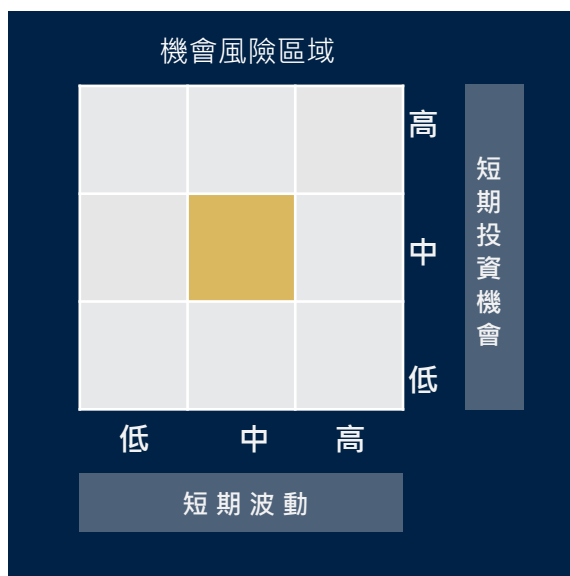 機會風險區域
高
中
低
短期投資機會
低 中 高
短期波動